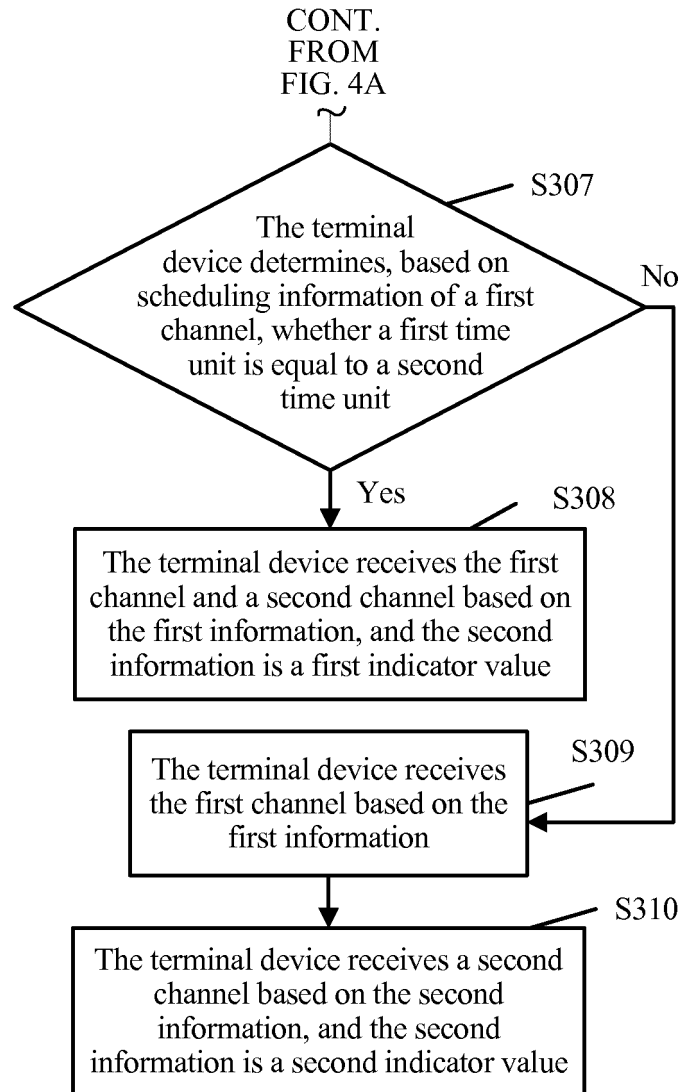 CONT.
FROM
FIG. 4A
S307
The terminal
device determines, based on
scheduling information of a first
channel, whether a first time
unit is equal to a second
time unit
No
Yes
S308
The terminal device receives the first
channel and a second channel based on
the first information, and the second
information is a first indicator value
S309
The terminal device receives
the first channel based on the
first information
S310
The terminal device receives a second
channel based on the second
information, and the second
information is a second indicator value